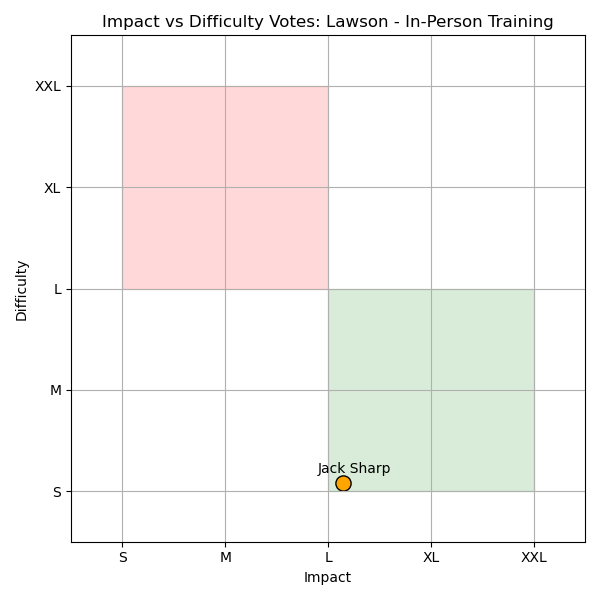 Impact vs Difficulty Votes: Lawson - In-Person Training
XXL
XL
L
M
S
Difficulty
Jack Sharp
S M L XL XXL
Impact